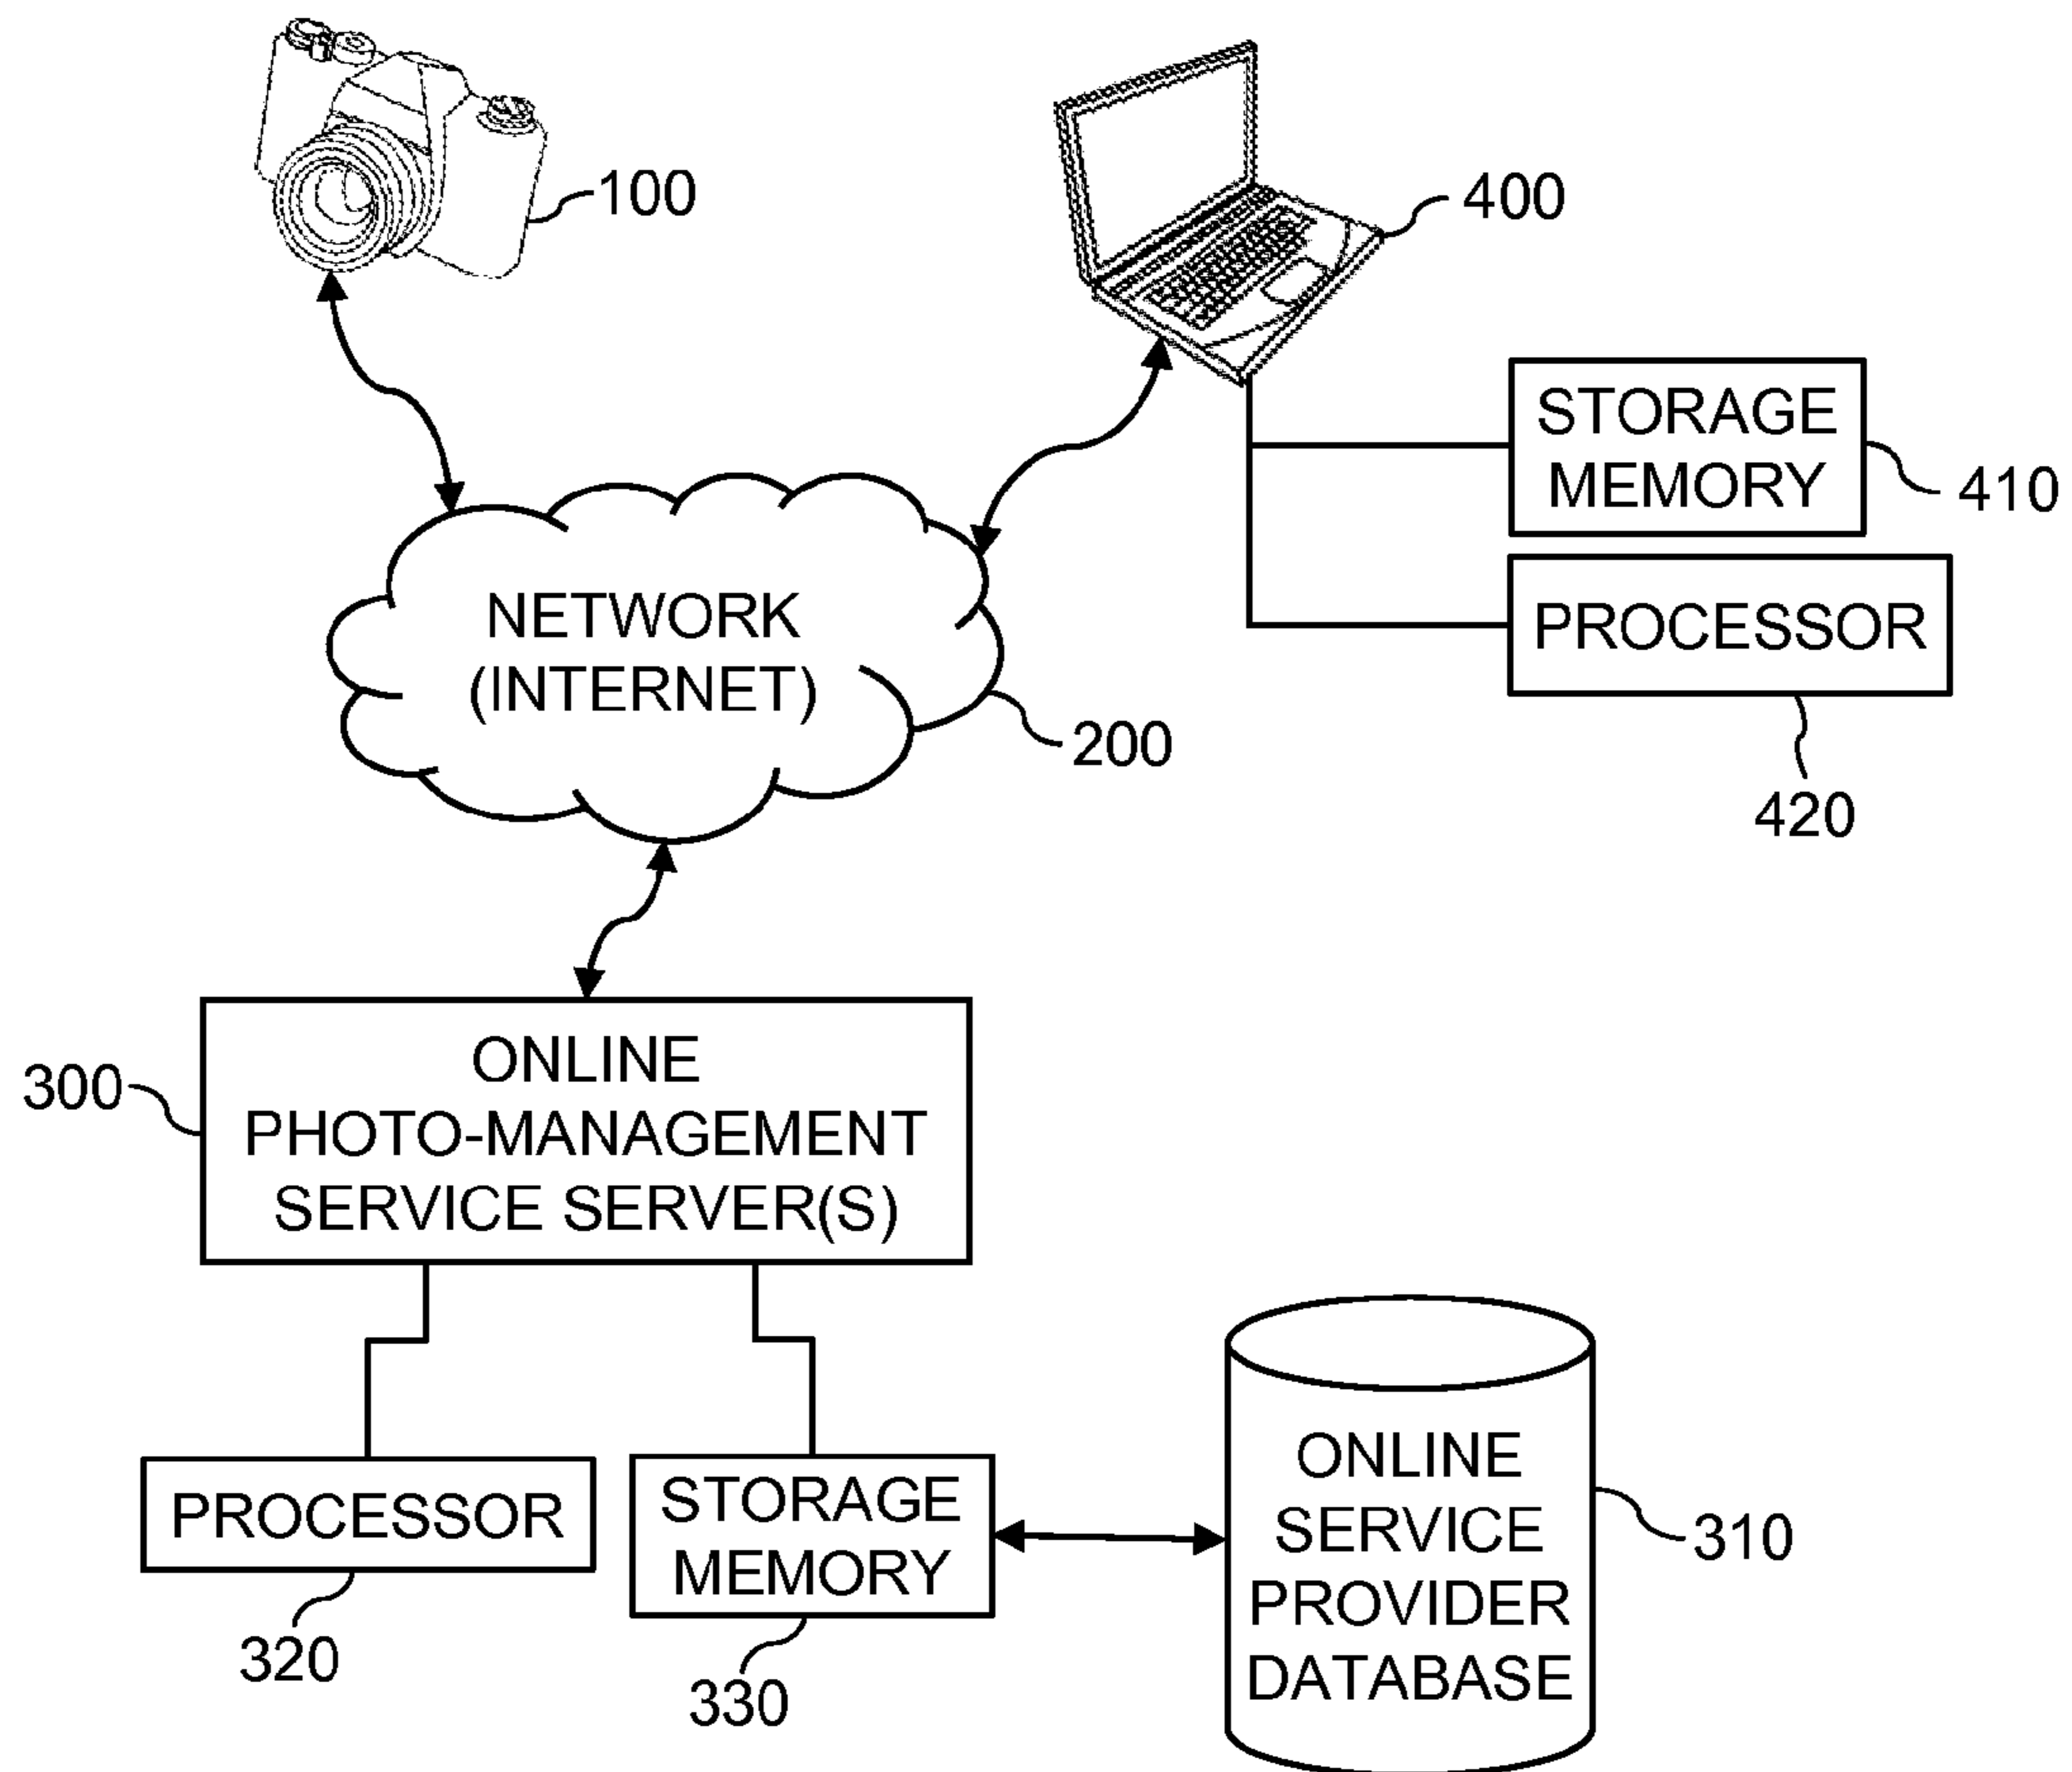 100
400
STORAGE
MEMORY
410
PROCESSOR
420
NETWORK
(INTERNET)
200
300
ONLINE
PHOTO-MANAGEMENT
SERVICE SERVER(S)
PROCESSOR
320
STORAGE
MEMORY
330
ONLINE
SERVICE
PROVIDER
DATABASE
310